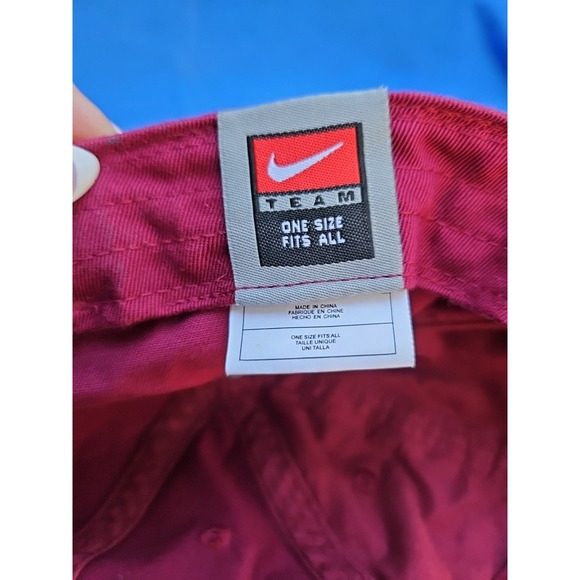 TEAM
ONE SIZE
FITS ALL
MADE IN CHINA
FABRIQUE EN CHINE
HECHO EN CHINA
ONE SIZE FITS ALL
TAILLE UNIQUE
UNI TALLA